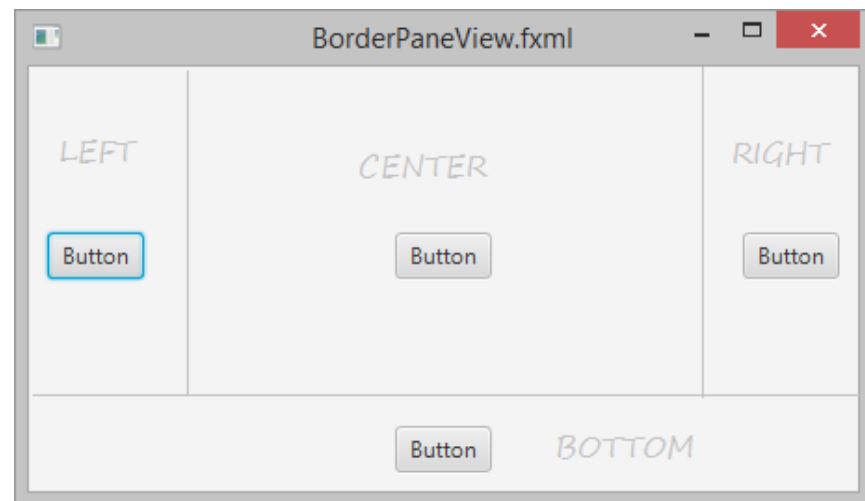 BorderPaneView.fxml
LEFT
CENTER
RIGHT
Button
Button
Button
Button
BOTTOM